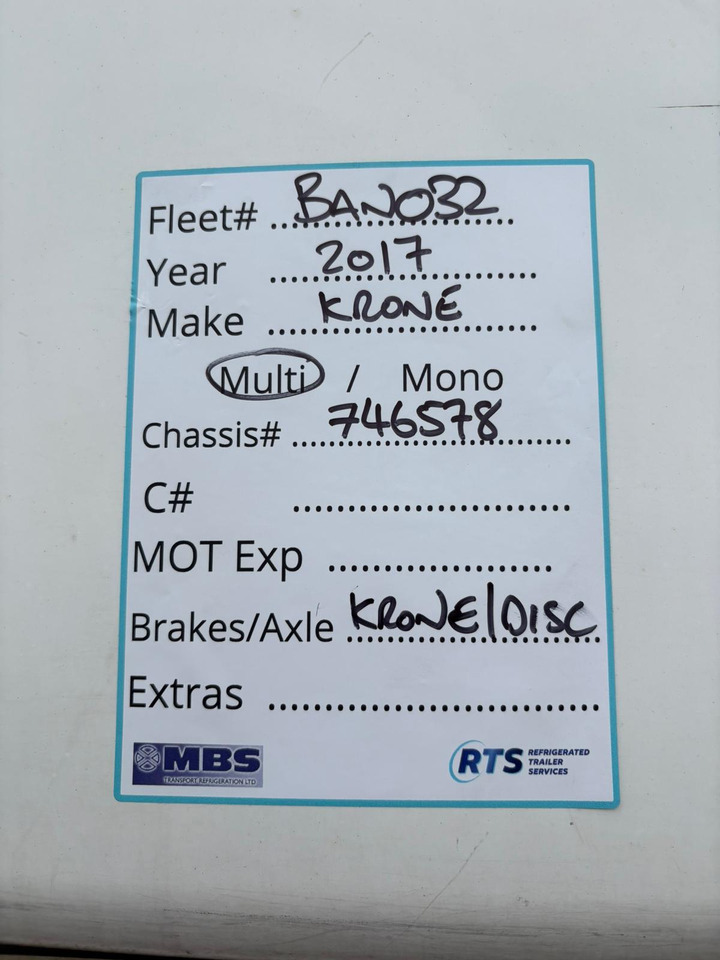 Fleet# ...BANO32...
Year ...2017...
Make ...KRONE...
Multi / Mono
Chassis# ...746578...
C# ...
MOT Exp ...
Brakes/Axle ...KRONE/DISC...
Extras ...
MBS
TRANSPORT REFRIGERATION LTD
RTS REFRIGERATED
TRAILER
SERVICES